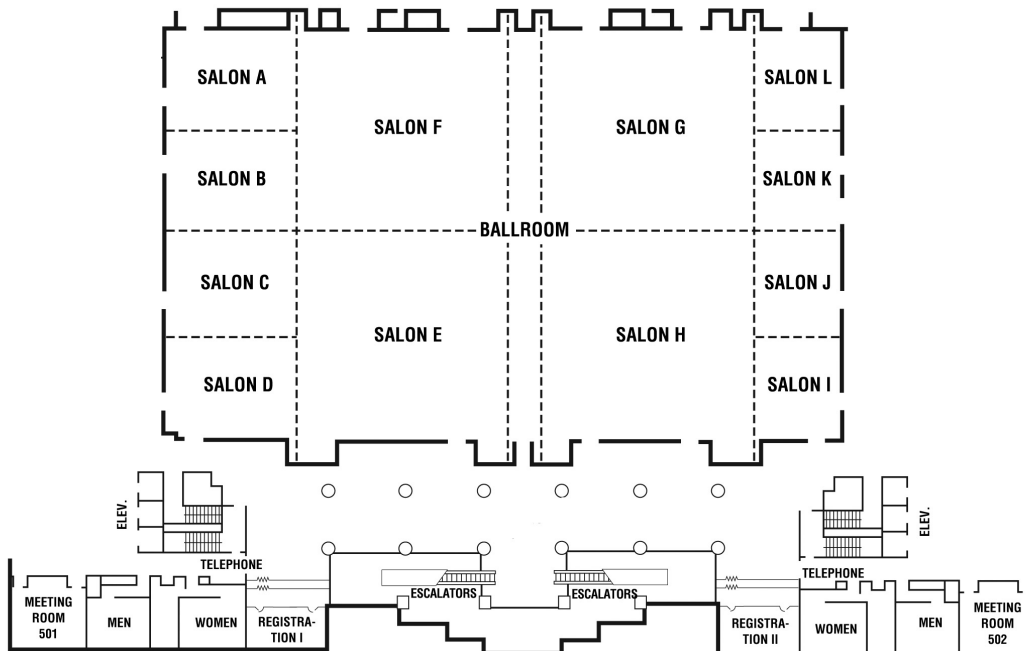 SALON A
SALON L
SALON F
SALON G
SALON B
SALON K
BALLROOM
SALON C
SALON J
SALON E
SALON H
SALON D
SALON I
ELEV.
ELEV.
TELEPHONE
TELEPHONE
ESCALATORS
ESCALATORS
MEETING
ROOM
501
MEN
WOMEN
REGISTRA-
TION I
REGISTRA-
TION II
WOMEN
MEN
MEETING
ROOM
502